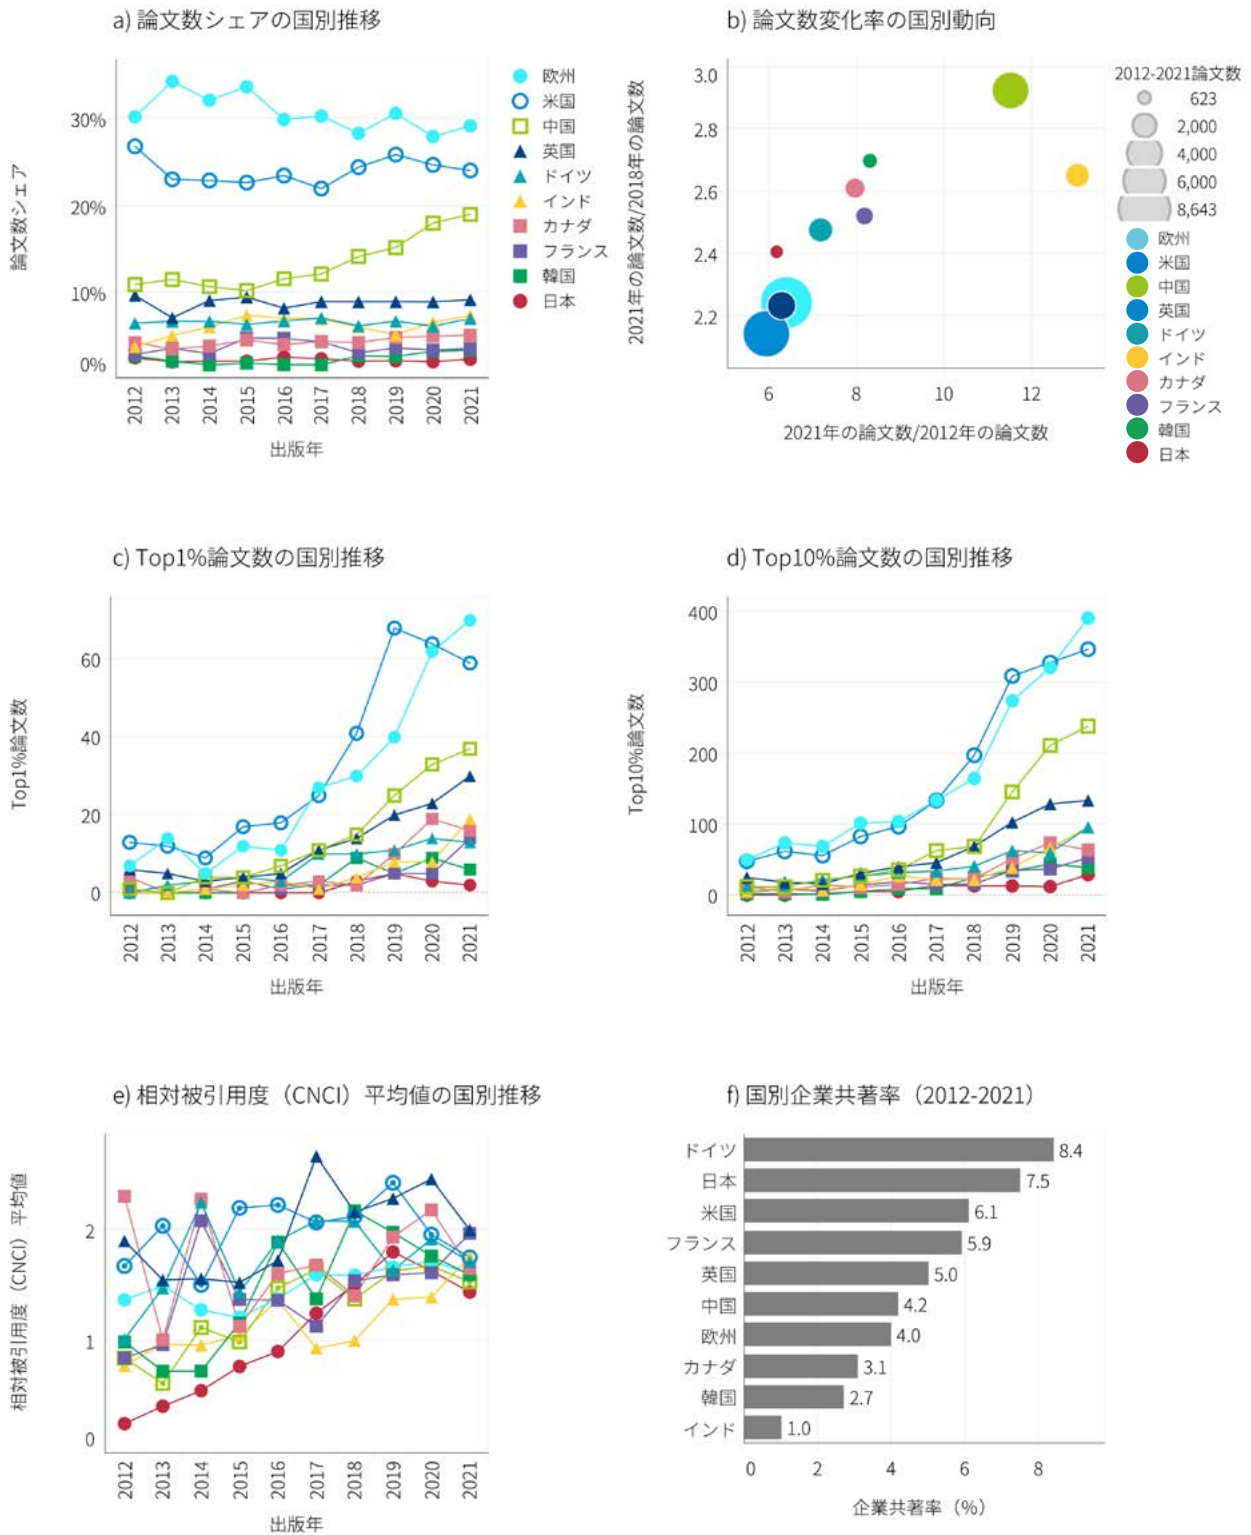 a) 論文数シェアの国別推移
論文数シェア
30%
20%
10%
0%
2012
2013
2014
2015
2016
2017
2018
2019
2020
2021
出版年
欧州
米国
中国
英国
ドイツ
インド
カナダ
フランス
韓国
日本
b) 論文数変化率の国別動向
2021年の論文数/2018年の論文数
3.0
2.8
2.6
2.4
2.2
6
8
10
12
2021年の論文数/2012年の論文数
2012-2021論文数
623
2,000
4,000
6,000
8,643
欧州
米国
中国
英国
ドイツ
インド
カナダ
フランス
韓国
日本
c) Top1%論文数の国別推移
Top1%論文数
60
40
20
0
2012
2013
2014
2015
2016
2017
2018
2019
2020
2021
出版年
d) Top10%論文数の国別推移
Top10%論文数
400
300
200
100
0
2012
2013
2014
2015
2016
2017
2018
2019
2020
2021
出版年
e) 相対被引用度（CNCI）平均値の国別推移
相対被引用度（CNCI）平均値
2
1
0
2012
2013
2014
2015
2016
2017
2018
2019
2020
2021
出版年
f) 国別企業共著率（2012-2021）
ドイツ 8.4
日本 7.5
米国 6.1
フランス 5.9
英国 5.0
中国 4.2
欧州 4.0
カナダ 3.1
韓国 2.7
インド 1.0
0
2
4
6
8
企業共著率（%）